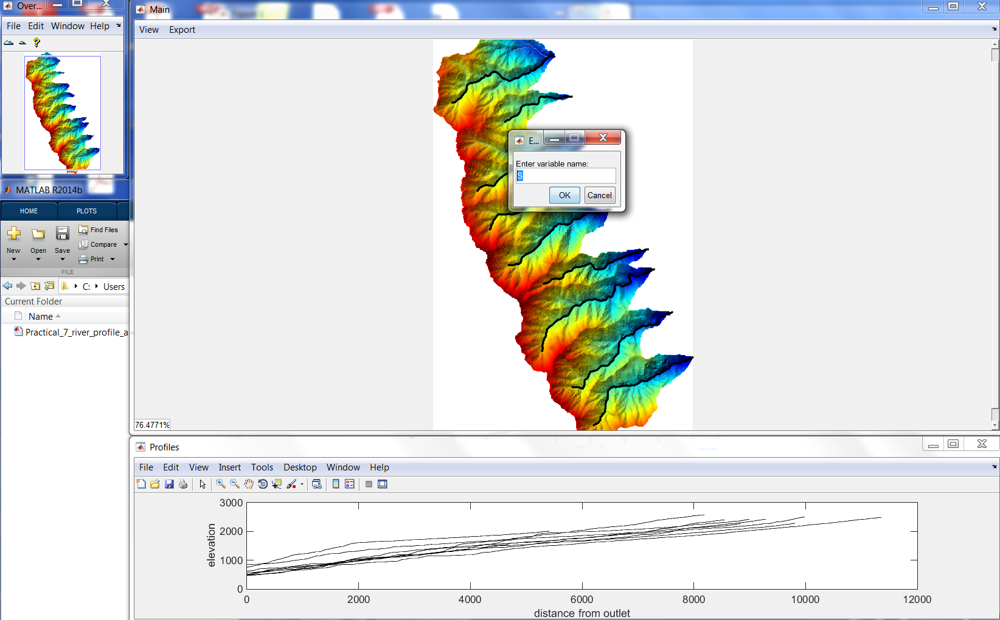 Over...
File Edit Window Help
MATLAB R2014b
HOME PLOTS
New Open Save
Find Files
Compare
Print
FILE
C: Users
Current Folder
Name
Practical_7_river_profile_a
Main
View Export
E...
Enter variable name:
S
OK Cancel
76.4771%
Profiles
File Edit View Insert Tools Desktop Window Help
3000
2000
1000
0
elevation
0 2000 4000 6000 8000 10000 12000
distance from outlet